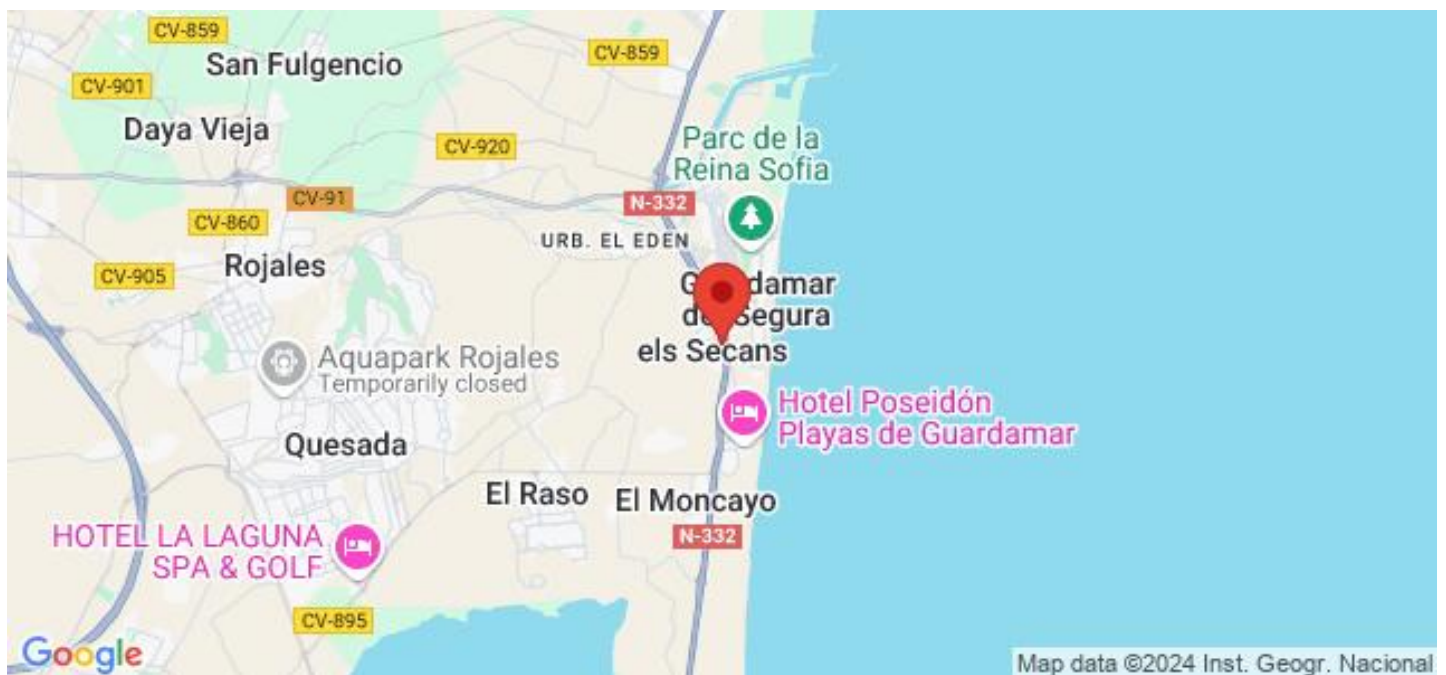 CV-859
San Fulgencio
CV-859
CV-901
Daya Vieja
CV-920
Parc de la
Reina Sofia
CV-91
N-332
CV-860
URB. EL EDEN
Rojales
CV-905
Guardamar
del Segura
els Secans
Aquapark Rojales
Temporarily closed
Hotel Poseidón
Playas de Guardamar
Quesada
El Raso
El Moncayo
N-332
HOTEL LA LAGUNA
SPA & GOLF
CV-895
Google
Map data ©2024 Inst. Geogr. Nacional